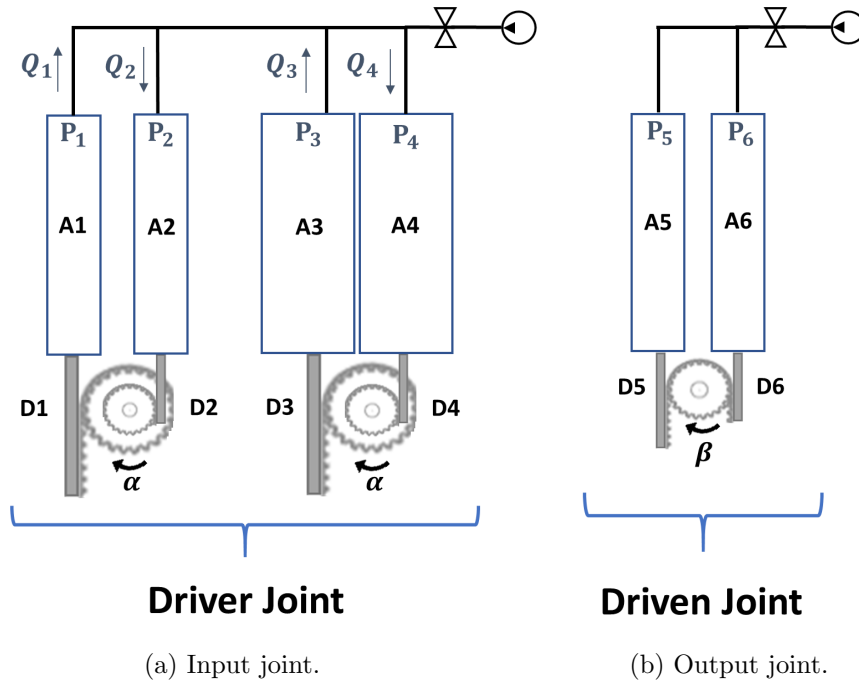 Q1 Q2 Q3 Q4
P1 P2 P3 P4 P5 P6
A1 A2 A3 A4 A5 A6
D1 D2 D3 D4 D5 D6
α α β
Driver Joint Driven Joint
(a) Input joint. (b) Output joint.